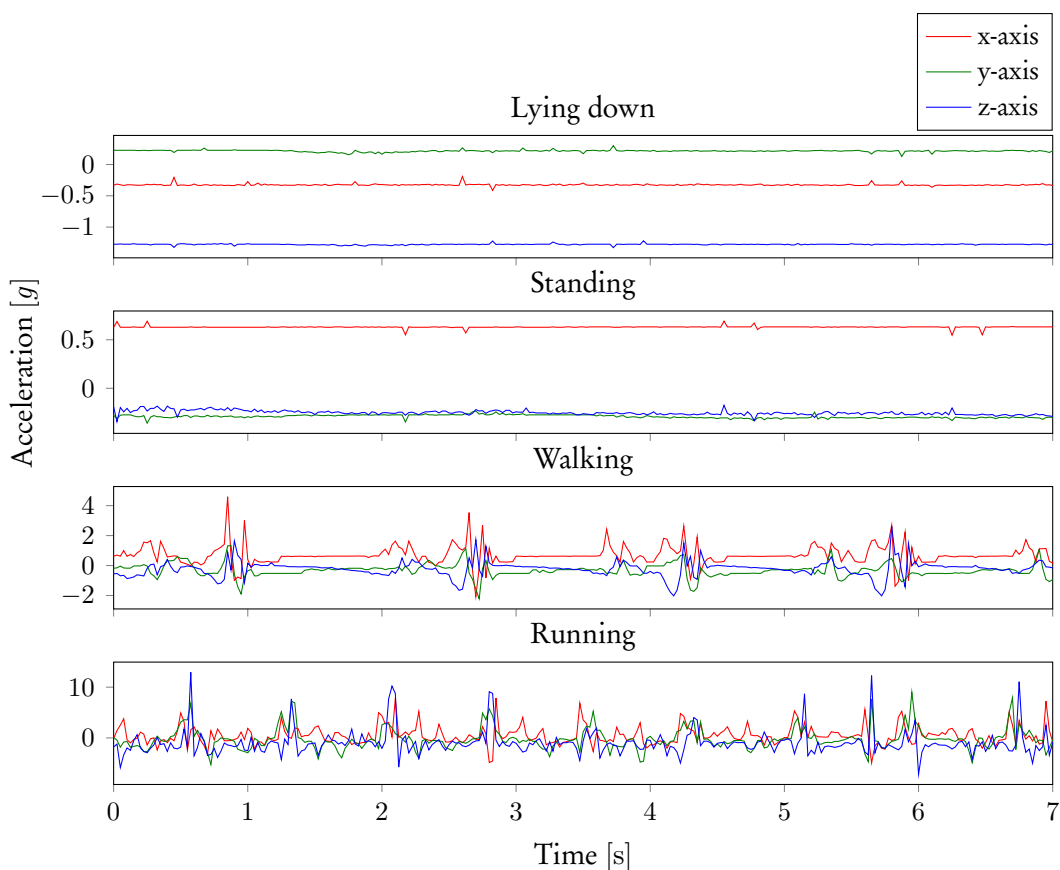 x-axis
y-axis
z-axis
Lying down
0
−0.5
−1
Standing
0.5
0
Acceleration [g]
Walking
4
2
0
−2
Running
10
0
0 1 2 3 4 5 6 7
Time [s]